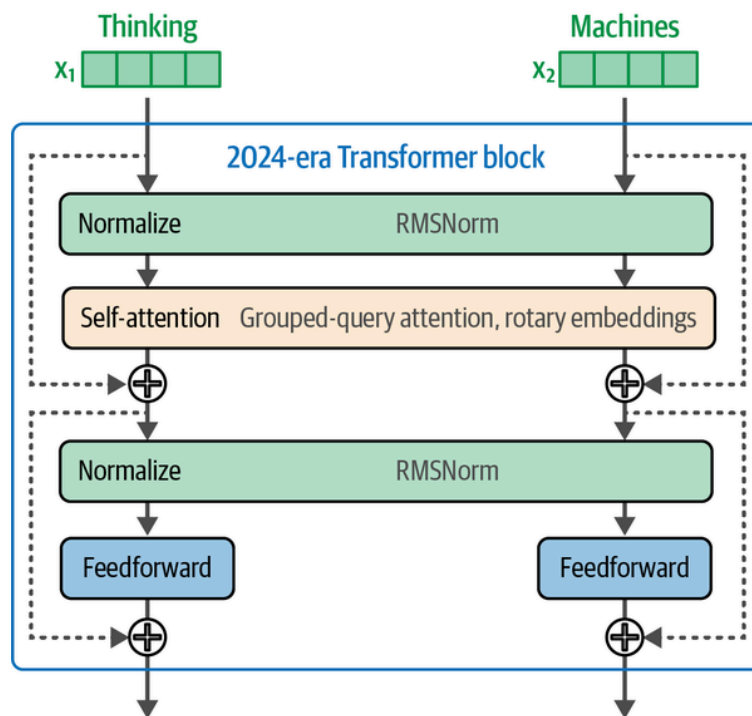 Thinking Machines
x₁ x₂
2024-era Transformer block
Normalize RMSNorm
Self-attention Grouped-query attention, rotary embeddings
Normalize RMSNorm
Feedforward Feedforward